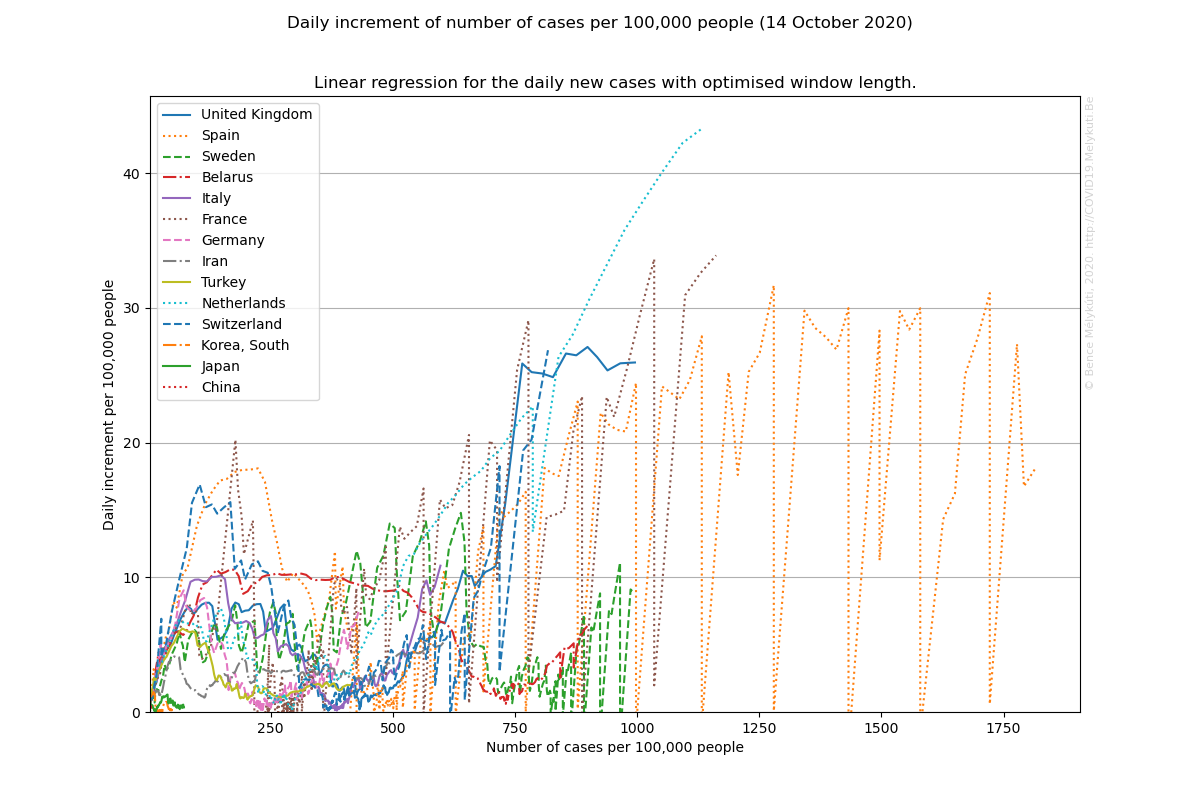 Daily increment of number of cases per 100,000 people (14 October 2020)
Linear regression for the daily new cases with optimised window length.
United Kingdom
Spain
Sweden
Belarus
Italy
France
Germany
Iran
Turkey
Netherlands
Switzerland
Korea, South
Japan
China
40
30
20
10
0
Daily increment per 100,000 people
250
500
750
1000
1250
1500
1750
Number of cases per 100,000 people
© Bence Mélykúti, 2020 http://COVID19.Melykuti.Be